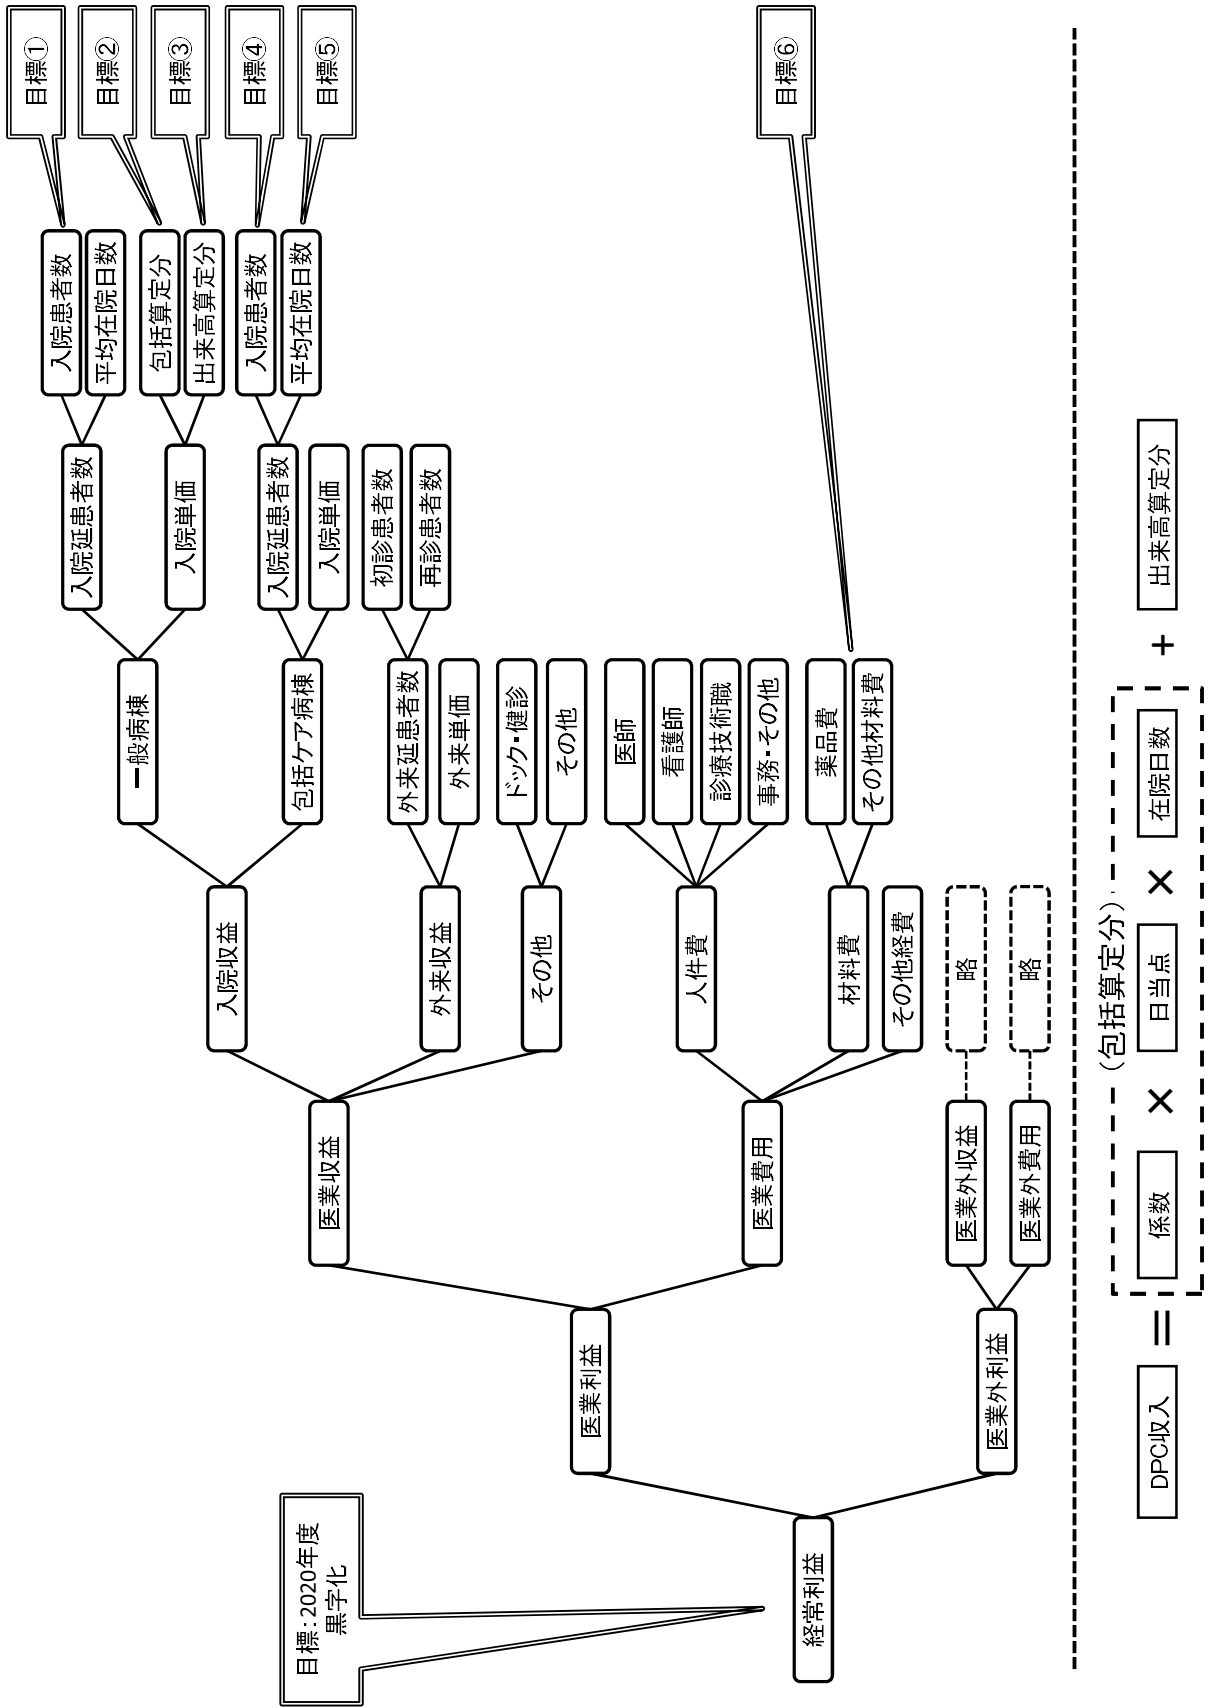 目標：2020年度
黒字化
経常利益
医業利益
医業外利益
医業収益
医業費用
医業外収益
医業外費用
入院収益
外来収益
その他
人件費
材料費
その他経費
略
略
一般病棟
包括ケア病棟
外来延患者数
外来単価
ドック・健診
その他
医師
看護師
診療技術職
事務・その他
薬品費
その他材料費
入院延患者数
入院単価
入院延患者数
入院単価
初診患者数
再診患者数
入院患者数
平均在院日数
包括算定分
出来高算定分
入院患者数
平均在院日数
目標①
目標②
目標③
目標④
目標⑤
目標⑥
（包括算定分）
DPC収入 ＝ 係数 × 日当点 × 在院日数 + 出来高算定分